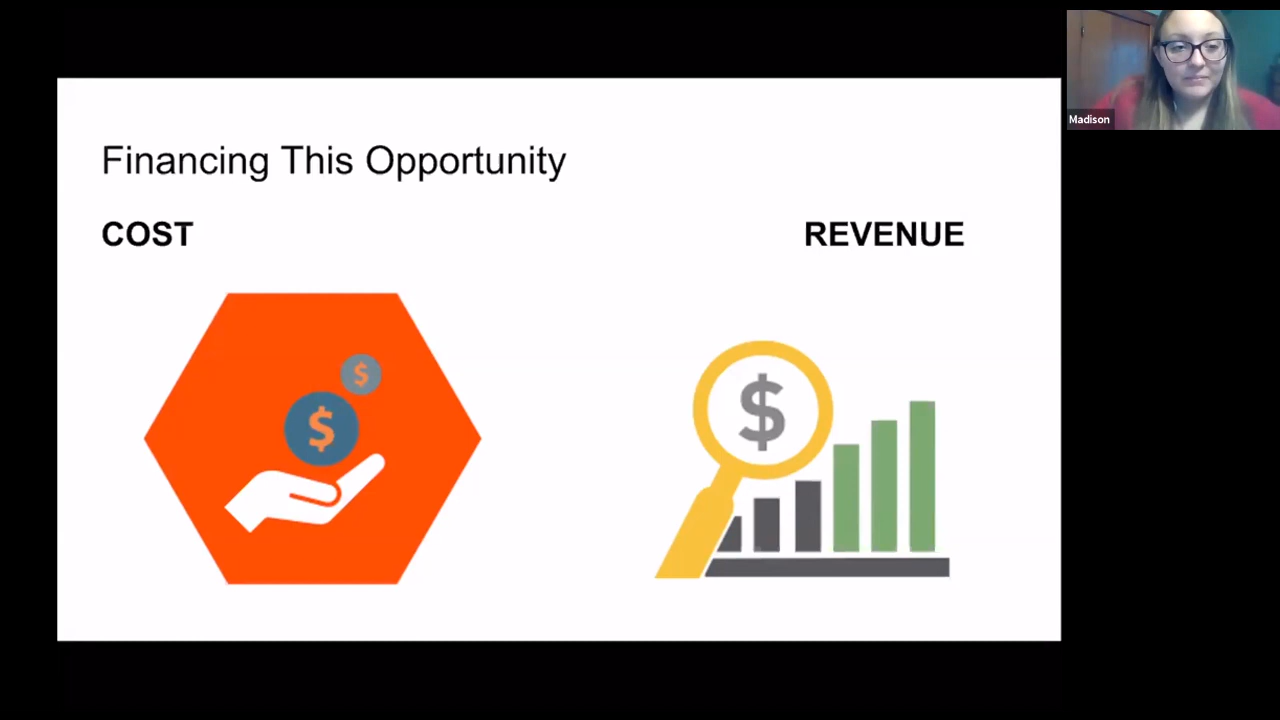 Financing This Opportunity
COST
REVENUE
$
$
$
Madison